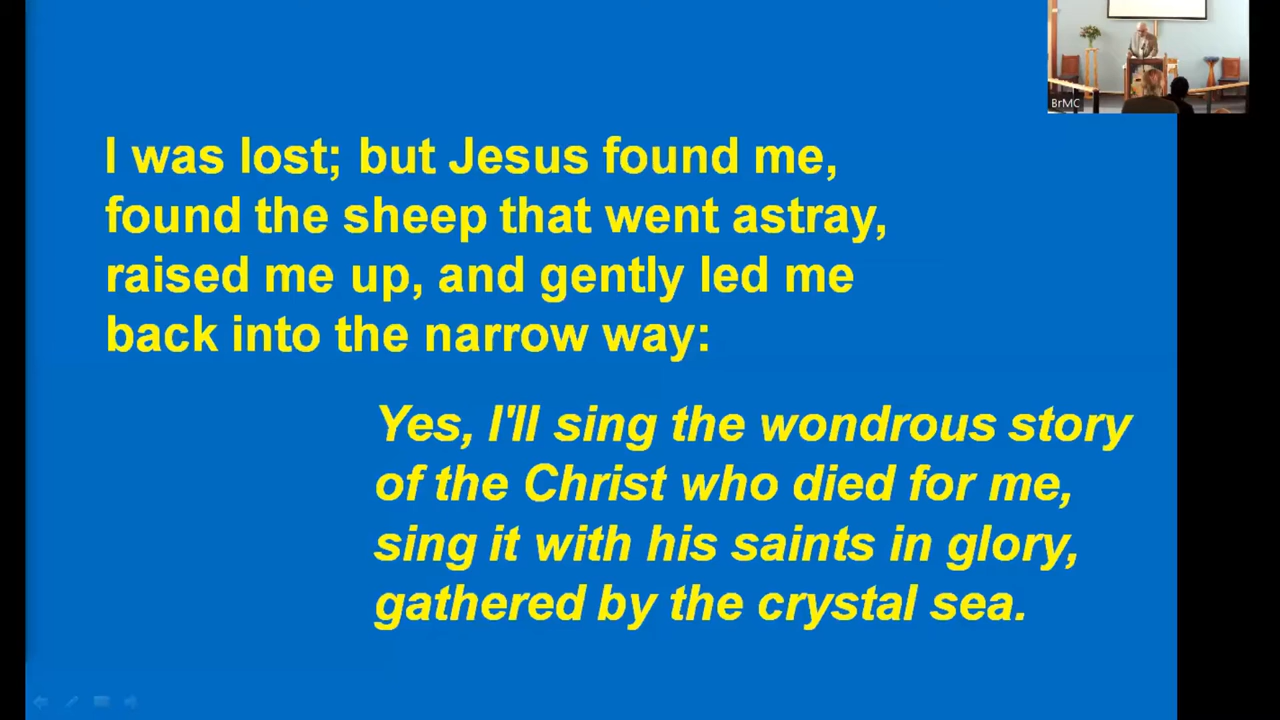 I was lost; but Jesus found me,
found the sheep that went astray,
raised me up, and gently led me
back into the narrow way:
Yes, I'll sing the wondrous story
of the Christ who died for me,
sing it with his saints in glory,
gathered by the crystal sea.
BrMC